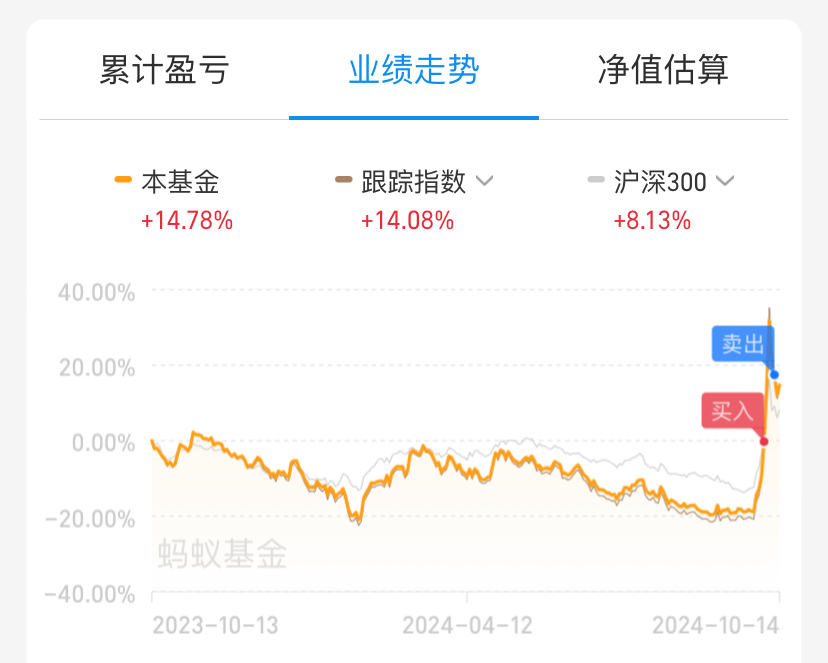 累计盈亏 业绩走势 净值估算
本基金 跟踪指数 沪深300
+14.78% +14.08% +8.13%
40.00%
卖出
20.00%
买入
0.00%
-20.00%
蚂蚁基金
-40.00%
2023-10-13 2024-04-12 2024-10-14